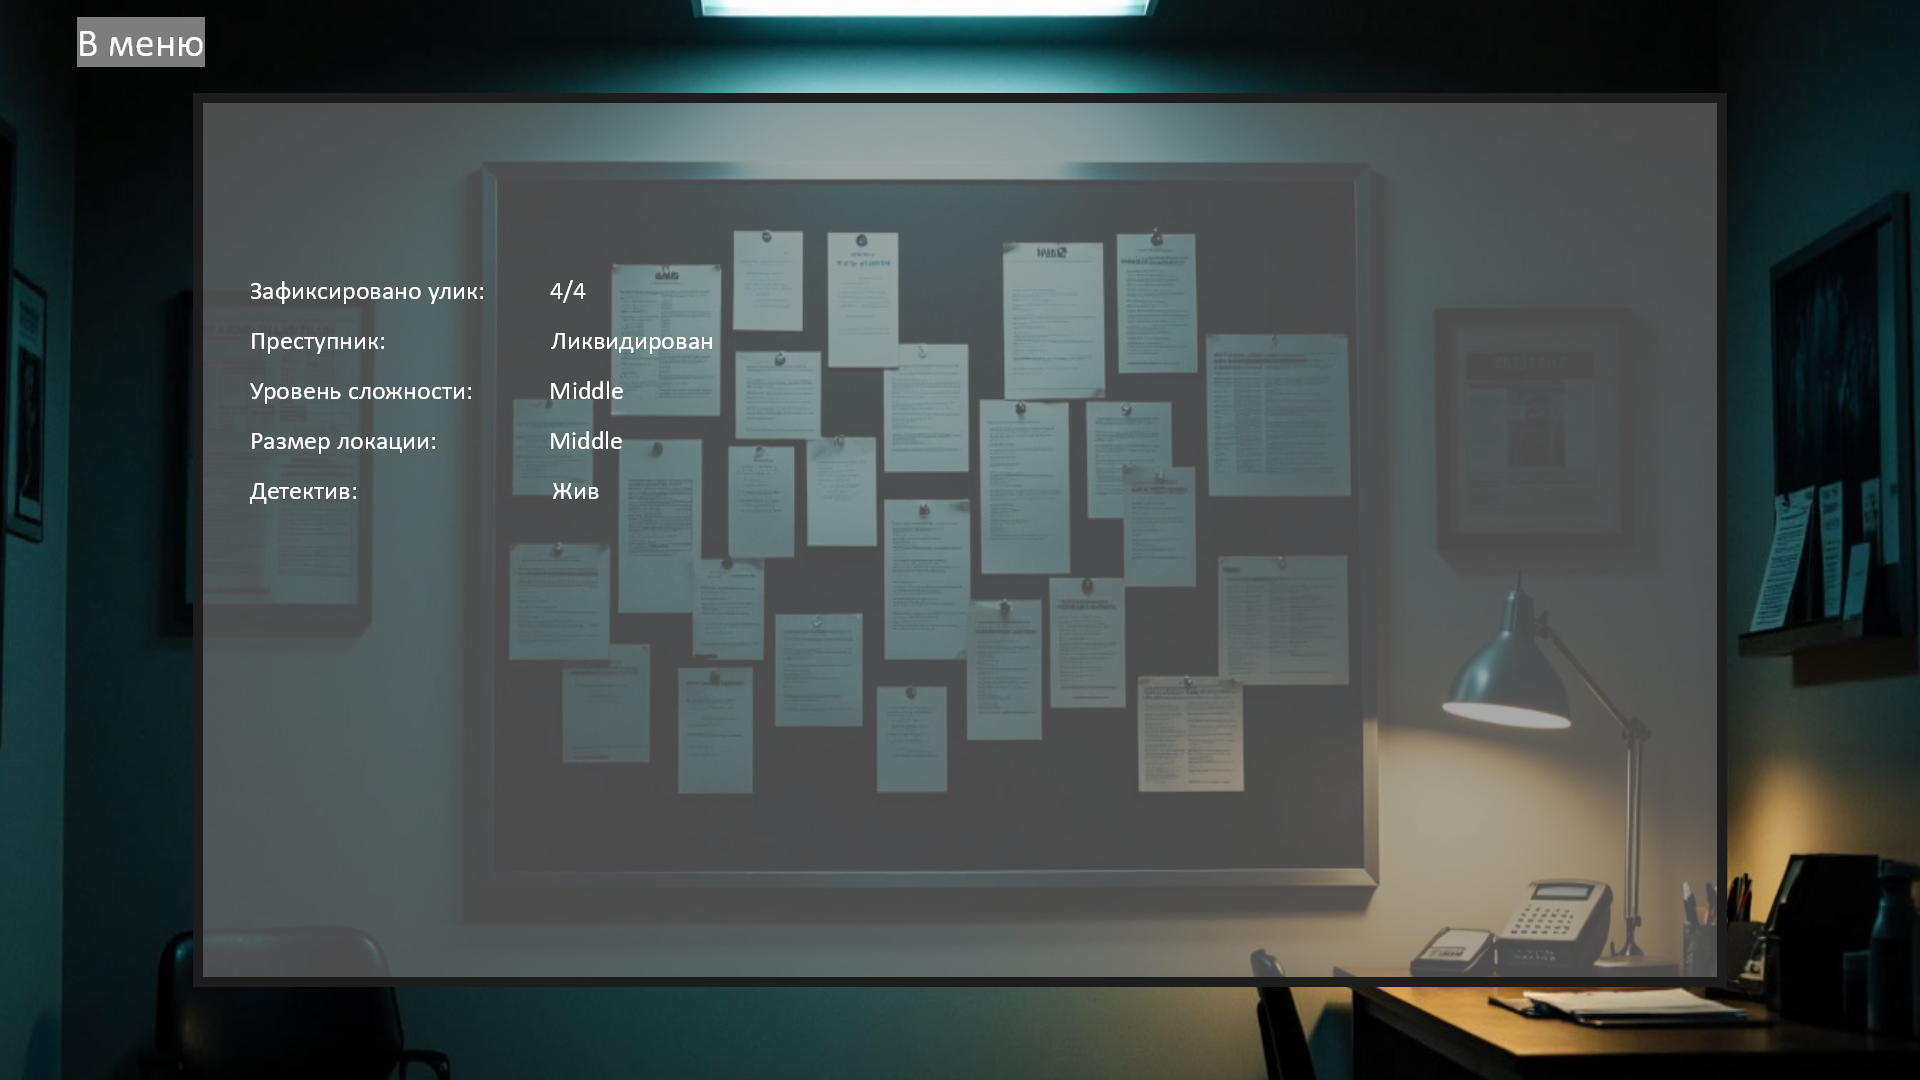 В меню
Зафиксировано улик: 4/4
Преступник: Ликвидирован
Уровень сложности: Middle
Размер локации: Middle
Детектив: Жив